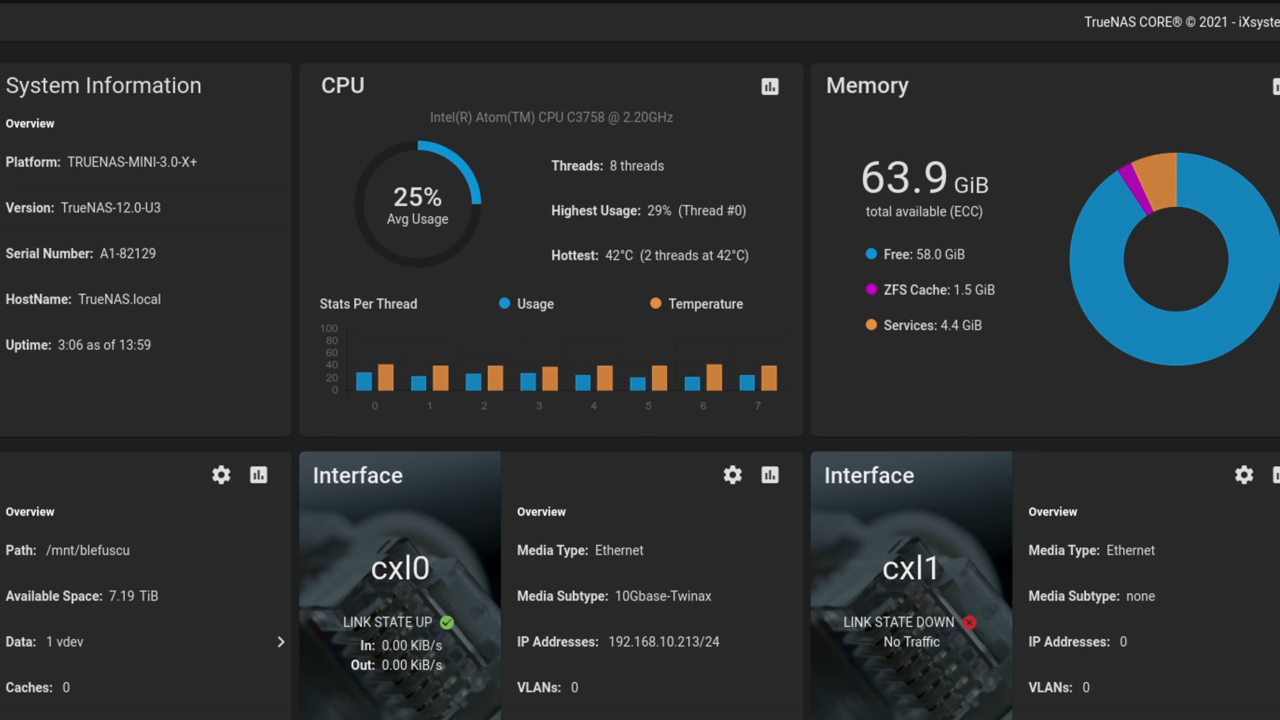 TrueNAS CORE® © 2021 - iXsyste
System Information
Overview
Platform: TRUENAS-MINI-3.0-X+
Version: TrueNAS-12.0-U3
Serial Number: A1-82129
HostName: TrueNAS.local
Uptime: 3:06 as of 13:59
CPU
Intel(R) Atom(TM) CPU C3758 @ 2.20GHz
25%
Avg Usage
Threads: 8 threads
Highest Usage: 29% (Thread #0)
Hottest: 42°C (2 threads at 42°C)
Stats Per Thread Usage Temperature
100
80
60
40
20
0
0 1 2 3 4 5 6 7
Memory
63.9 GiB
total available (ECC)
Free: 58.0 GiB
ZFS Cache: 1.5 GiB
Services: 4.4 GiB
Overview
Path: /mnt/blefuscu
Available Space: 7.19 TiB
Data: 1 vdev
Caches: 0
Interface
cxl0
LINK STATE UP
In: 0.00 KiB/s
Out: 0.00 KiB/s
Overview
Media Type: Ethernet
Media Subtype: 10Gbase-Twinax
IP Addresses: 192.168.10.213/24
VLANs: 0
Interface
cxl1
LINK STATE DOWN
No Traffic
Overview
Media Type: Ethernet
Media Subtype: none
IP Addresses: 0
VLANs: 0